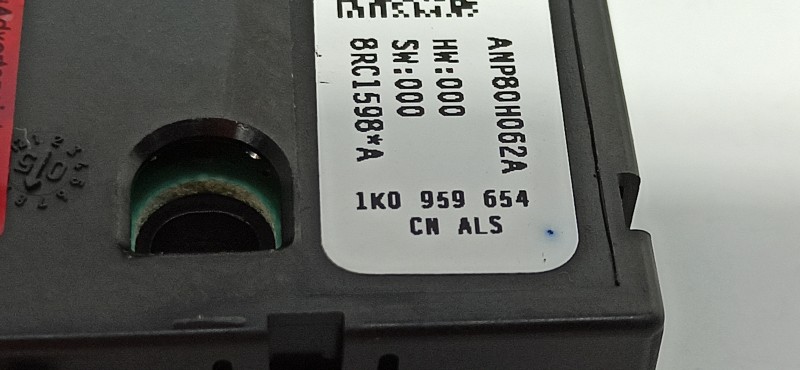 ANP80H062A
HW:000
SW:000
8RC1598*A
1K0 959 654
CN ALS